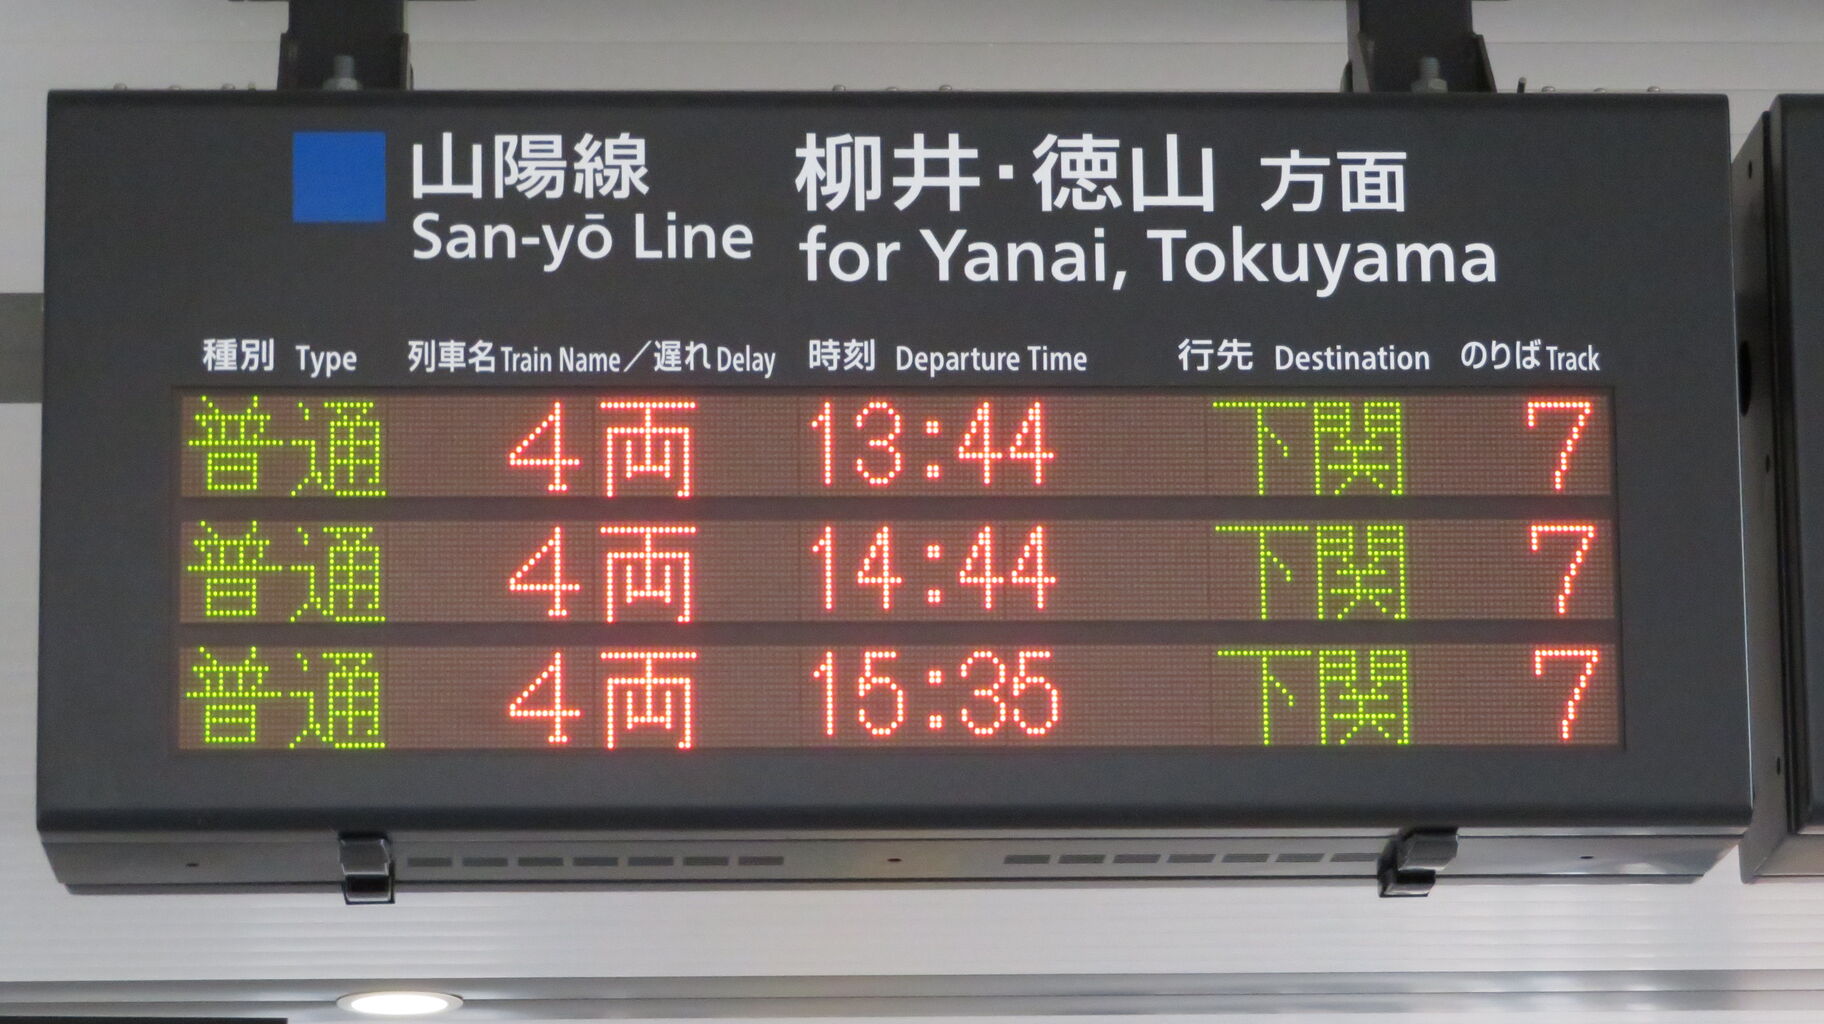 山陽線 柳井・徳山 方面
San-yō Line for Yanai, Tokuyama
種別 Type 列車名 Train Name／遅れ Delay 時刻 Departure Time 行先 Destination のりば Track
普通 4両 13:44 下関 7
普通 4両 14:44 下関 7
普通 4両 15:35 下関 7